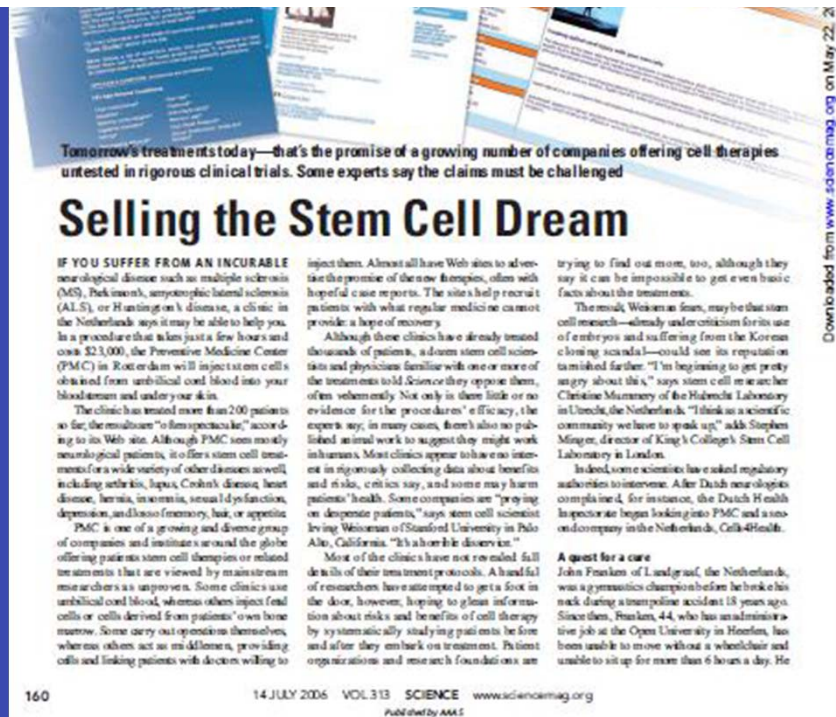 Tomorrow's treatments today—that's the promise of a growing number of companies offering cell therapies
untested in rigorous clinical trials. Some experts say the claims must be challenged
Selling the Stem Cell Dream
IF YOU SUFFER FROM AN INCURABLE
neurological disease such as multiple sclerosis
(MS), Parkinson's, amyotrophic lateral sclerosis
(ALS), or Huntington's disease, a clinic in
the Netherlands says it may be able to help you.
In a procedure that takes just a few hours and
costs $23,000, the Preventive Medicine Center
(PMC) in Rotterdam will inject stem cells
obtained from umbilical cord blood into your
bloodstream and under your skin.
The clinic has treated more than 200 patients
so far; the results are "often spectacular," accord-
ing to its Web site. Although PMC sees mostly
neurological patients, it offers stem cell treat-
ments for a wide variety of other diseases as well,
including arthritis, lupus, Crohn's disease, heart
disease, hernia, insomnia, sexual dysfunction,
depression, and loss of memory, hair, or appetite.
PMC is one of a growing and diverse group
of companies and institutes around the globe
offering patients stem cell therapies or related
treatments that are viewed by mainstream
researchers as unproven. Some clinics use
umbilical cord blood, whereas others inject fetal
cells or cells derived from patients' own bone
marrow. Some carry out operations themselves,
whereas others act as middlemen, providing
cells and linking patients with doctors willing to
inject them. Almost all have Web sites to adver-
tise the promise of the new therapies, often with
hopeful case reports. The sites help recruit
patients with what regular medicine cannot
provide: a hope of recovery.
Although these clinics have already treated
thousands of patients, a dozen stem cell scien-
tists and physicians familiar with one or more of
the treatments told Science they oppose them,
often vehemently. Not only is there little or no
evidence for the procedures' efficacy, the
experts say; in many cases, there's also no pub-
lished animal work to suggest they might work
in humans. Most clinics appear to have no inter-
est in rigorously collecting data about benefits
and risks, critics say, and some may harm
patients' health. Some companies are "preying
on desperate patients," says stem cell scientist
Irving Weissman of Stanford University in Palo
Alto, California. "It's a horrible disservice."
Most of the clinics have not revealed full
details of their treatment protocols. A handful
of researchers have attempted to get a foot in
the door, however, hoping to glean informa-
tion about risks and benefits of cell therapy
by systematically studying patients before
and after they embark on treatment. Patient
organizations and research foundations are
trying to find out more, too, although they
say it can be impossible to get even basic
facts about the treatments.
The result, Weissman fears, may be that stem
cell research—already under criticism for its use
of embryos and suffering from the Korean
cloning scandal—could see its reputation
tarnished further. "I'm beginning to get pretty
angry about this," says stem cell researcher
Christine Mummery of the Hubrecht Laboratory
in Utrecht, the Netherlands. "I think as a scientific
community we have to speak up," adds Stephen
Minger, director of King's College's Stem Cell
Laboratory in London.
Indeed, some scientists have asked regulatory
authorities to intervene. After Dutch neurologists
complained, for instance, the Dutch Health
Inspectorate began looking into PMC and a sec-
ond company in the Netherlands, Cells4Health.
A quest for a cure
John Franken of Landgraaf, the Netherlands,
was a gymnastics champion before he broke his
neck during a trampoline accident 18 years ago.
Since then, Franken, 44, who has an administra-
tive job at the Open University in Heerlen, has
been unable to move without a wheelchair and
unable to sit up for more than 6 hours a day. He
160
14 JULY 2006 VOL 313 SCIENCE www.sciencemag.org
Published by AAAS
Downloaded from www.sciencemag.org on May 22,